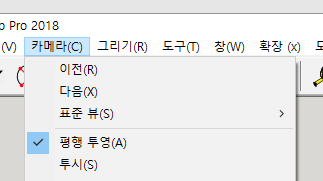 Pro 2018
(V) 카메라(C) 그리기(R) 도구(T) 창(W) 확장 (x)
이전(R)
다음(X)
표준 뷰(S)
평행 투영(A)
투시(S)